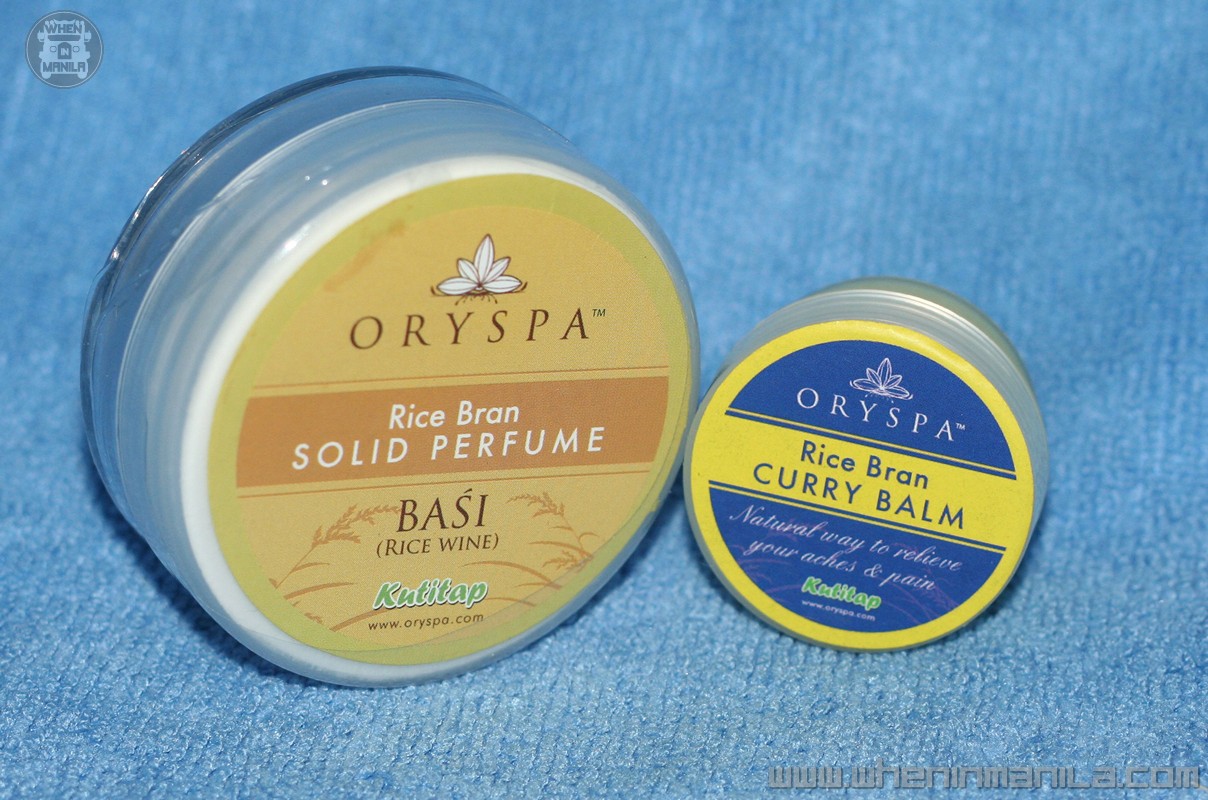 WHEN
IN
MANILA
ORYSPA™
Rice Bran
SOLID PERFUME
BAŚI
(RICE WINE)
Kutitap
www.oryspa.com
ORYSPA™
Rice Bran
CURRY BALM
Natural way to relieve
your aches & pain
Kutitap
www.oryspa.com
www.wheninmanila.com